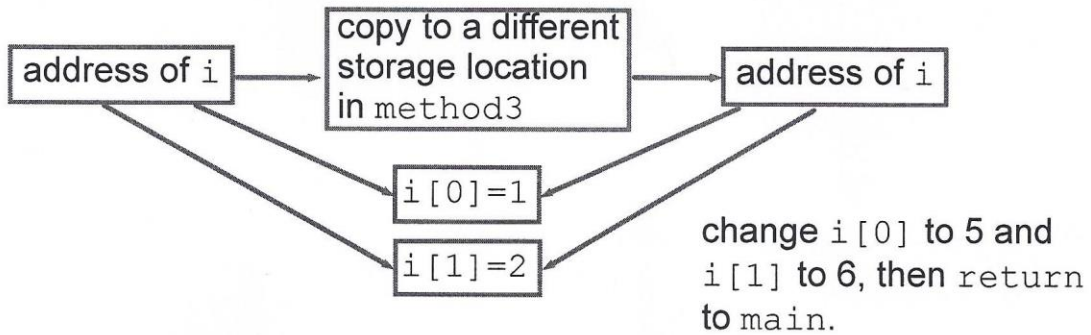 address of i
copy to a different
storage location
in method3
address of i
i[0]=1
i[1]=2
change i[0] to 5 and
i[1] to 6, then return
to main.